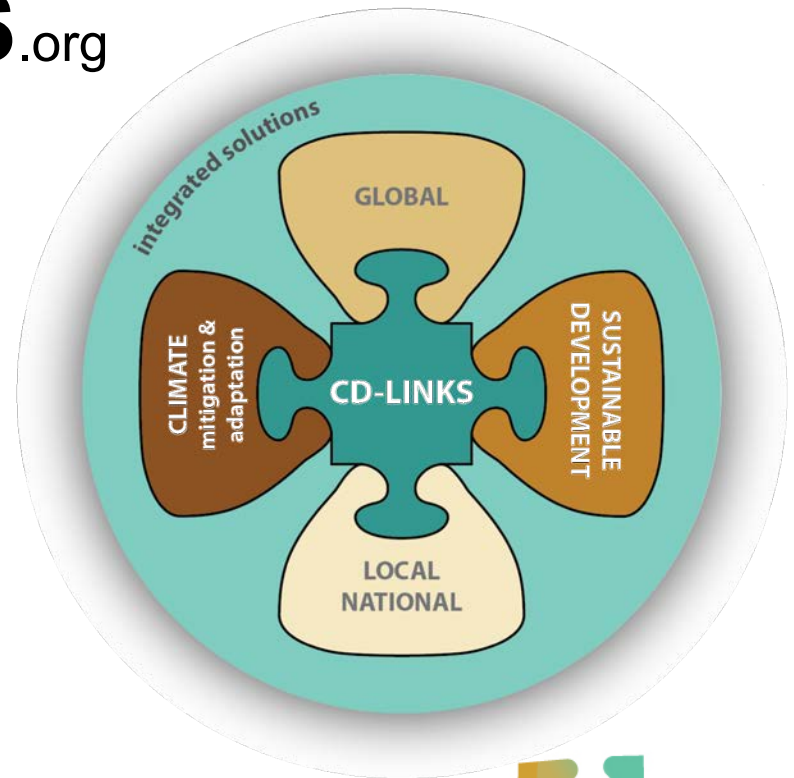 s.org
integrated solutions
GLOBAL
CLIMATE
mitigation &
adaptation
CD-LINKS
SUSTAINABLE
DEVELOPMENT
LOCAL
NATIONAL